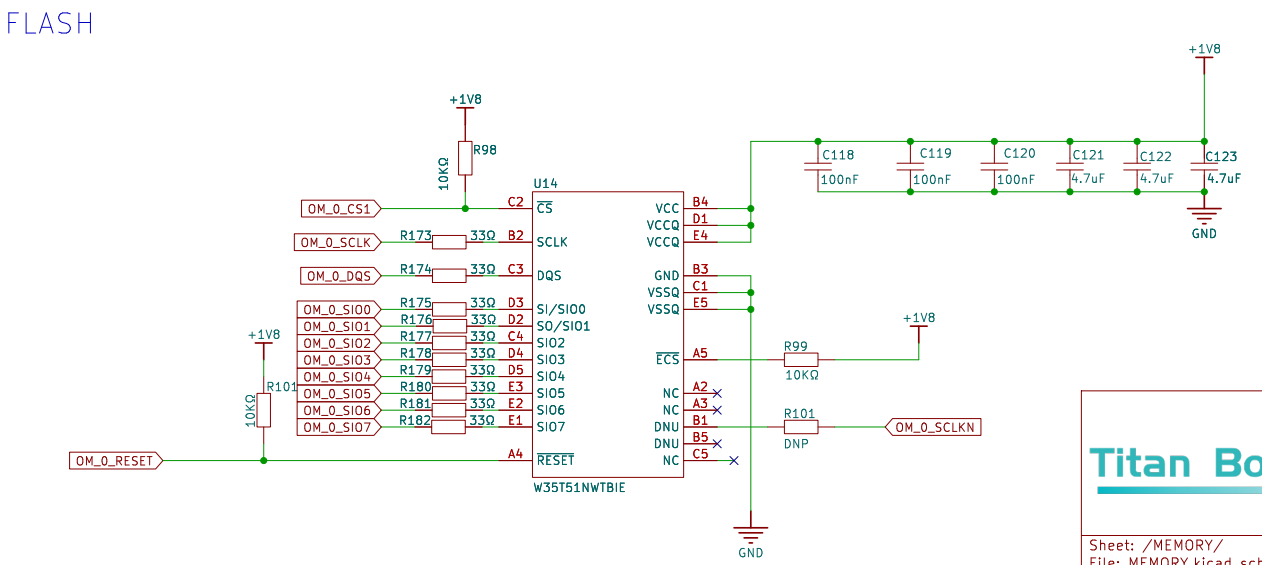 FLASH
+1V8
+1V8
R98
10KΩ
C118
100nF
C119
100nF
C120
100nF
C121
4.7uF
C122
4.7uF
C123
4.7uF
GND
U14
OM_0_CS1
C2
CS
VCC
B4
VCCQ
D1
OM_0_SCLK
R173
33Ω
B2
SCLK
VCCQ
E4
OM_0_DQS
R174
33Ω
C3
DQS
GND
B3
VSSQ
C1
OM_0_SIO0
R175
33Ω
D3
SI/SIO0
VSSQ
E5
OM_0_SIO1
R176
33Ω
D2
SO/SIO1
+1V8
OM_0_SIO2
R177
33Ω
C4
SIO2
+1V8
OM_0_SIO3
R178
33Ω
D4
SIO3
ECS
A5
R99
10KΩ
OM_0_SIO4
R179
33Ω
D5
SIO4
R101
10KΩ
OM_0_SIO5
R180
33Ω
E3
SIO5
NC
A2
OM_0_SIO6
R181
33Ω
E2
SIO6
NC
A3
OM_0_SIO7
R182
33Ω
E1
SIO7
DNU
B1
R101
DNP
OM_0_SCLKN
DNU
B5
OM_0_RESET
A4
RESET
NC
C5
W35T51NWTBIE
GND
Titan Bo
Sheet: /MEMORY/
File: MEMORY.kicad_sch